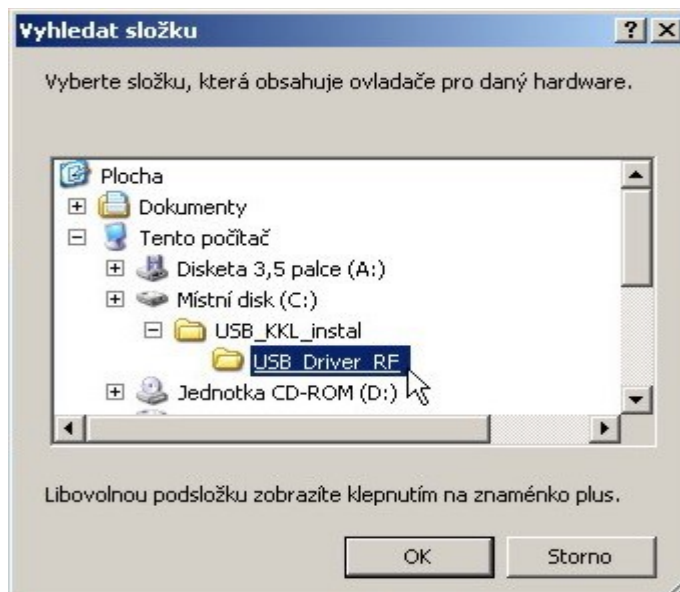 Vyhledat složku
Vyberte složku, která obsahuje ovladače pro daný hardware.
Plocha
Dokumenty
Tento počítač
Disketa 3,5 palce (A:)
Místní disk (C:)
USB_KKL_instal
USB_Driver_RF
Jednotka CD-ROM (D:)
Libovolnou podsložku zobrazíte klepnutím na znaménko plus.
OK Storno